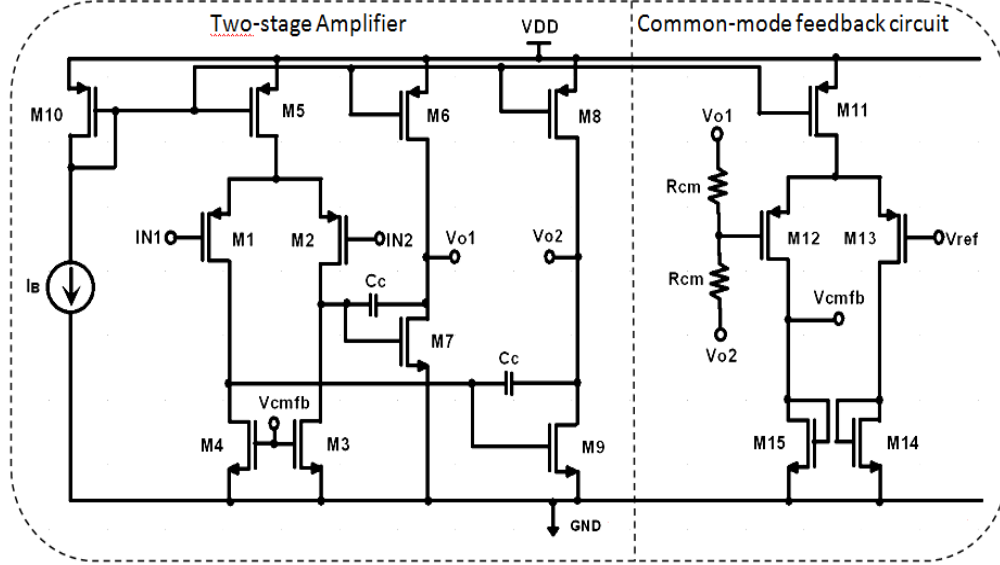 Two-stage Amplifier
VDD
Common-mode feedback circuit
M10
M5
M6
M8
M11
Vo1
Rcm
IN1
M1
M2
IN2
Vo1
Vo2
M12
M13
Vref
IB
Cc
Rcm
Vcmfb
M7
Vo2
Cc
Vcmfb
M4
M3
M9
M15
M14
GND